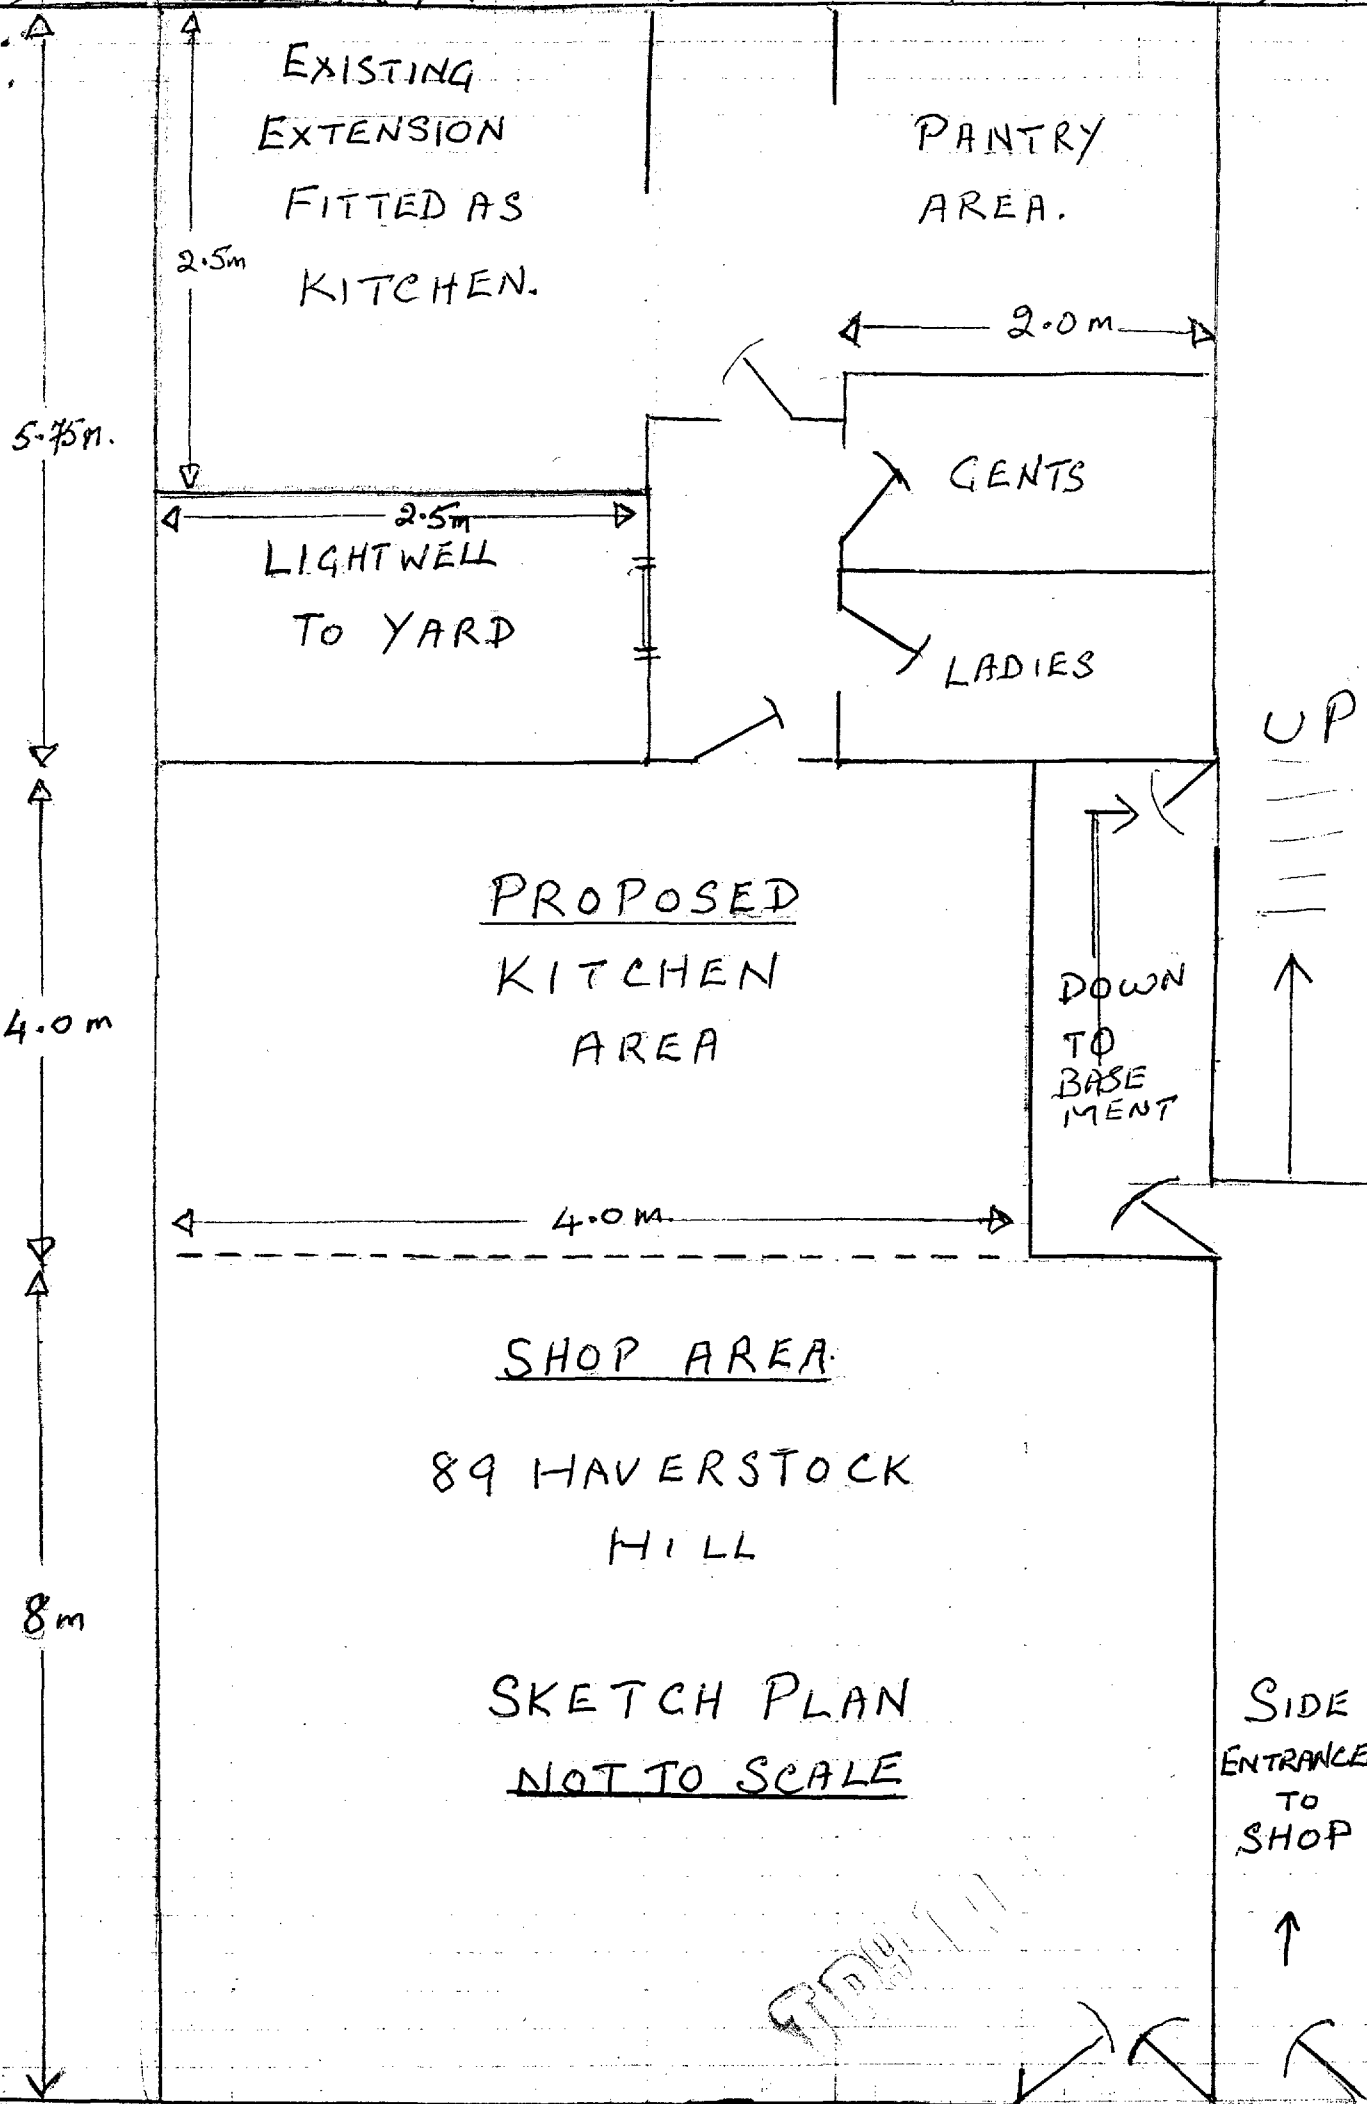 EXISTING
EXTENSION
FITTED AS
KITCHEN.
PANTRY
AREA.
2.5m
2.0m
5.75m.
GENTS
2.5m
LIGHTWELL
TO YARD
LADIES
UP
PROPOSED
KITCHEN
AREA
DOWN
TO
BASE
MENT
4.0m
4.0m.
SHOP AREA.
89 HAVERSTOCK
HILL
8m
SKETCH PLAN
NOT TO SCALE
SIDE
ENTRANCE
TO
SHOP